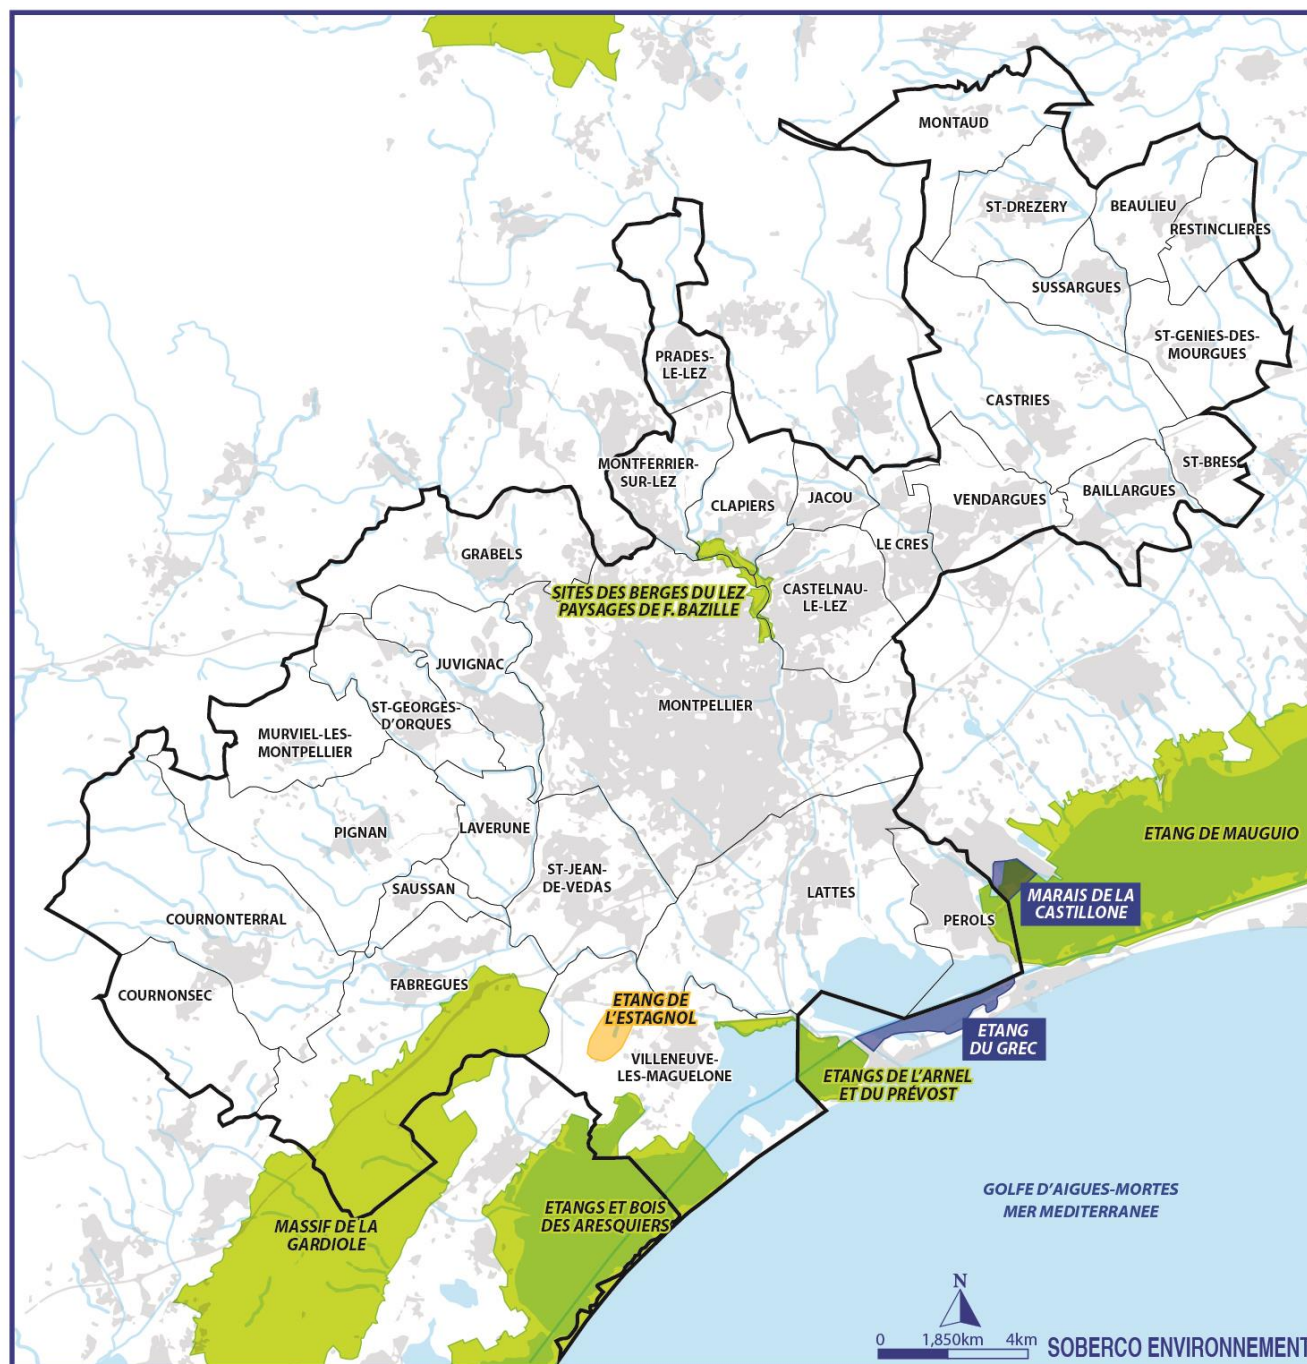 MONTAUD
ST-DREZERY
BEAULIEU
RESTINCLIERES
SUSSARGUES
ST-GENIES-DES-
MOURGUES
PRADES-
LE-LEZ
CASTRIES
MONTFERRIER-
SUR-LEZ
CLAPIERS
JACOU
VENDARGUES
BAILLARGUES
ST-BRES
LE CRES
GRABELS
SITES DES BERGES DU LEZ
PAYSAGES DE F. BAZILLE
CASTELNAU-
LE-LEZ
JUVIGNAC
ST-GEORGES-
D'ORQUES
MONTPELLIER
MURVIEL-LES-
MONTPELLIER
PIGNAN
LAVERUNE
ETANG DE MAUGUIO
SAUSSAN
ST-JEAN-
DE-VEDAS
LATTES
MARAIS DE LA
CASTILLONE
COURNONTERRAL
PEROLS
COURNONSEC
FABREGUES
ETANG DE
L'ESTAGNOL
ETANG
DU GREC
VILLENEUVE-
LES-MAGUELONE
ETANGS DE L'ARNEL
ET DU PRÉVOST
MASSIF DE LA
GARDIOLE
ETANGS ET BOIS
DES ARESQUIERS
GOLFE D'AIGUES-MORTES
MER MEDITERRANEE
N
0 1,850km 4km
SOBERCO ENVIRONNEMENT